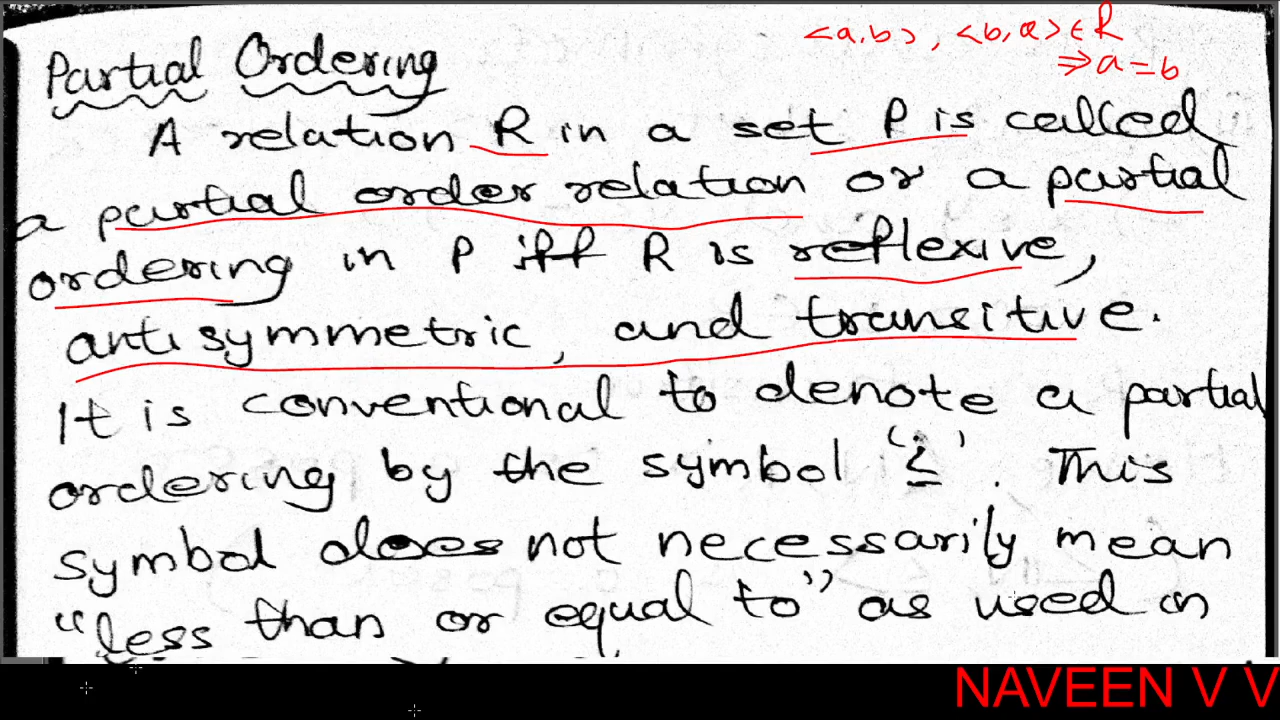 <a,b>, <b,a> ∈ R
⇒ a = b
Partial Ordering
A relation R in a set P is called
a partial order relation or a partial
ordering in P iff R is reflexive,
antisymmetric, and transitive.
It is conventional to denote a partial
ordering by the symbol '≤'. This
symbol does not necessarily mean
"less than or equal to" as used in
NAVEEN V V